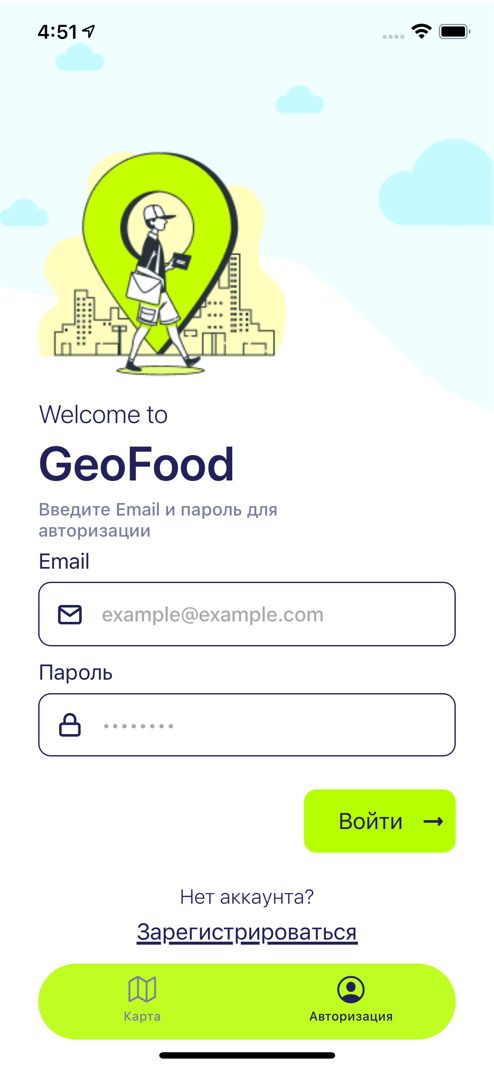 4:51
Welcome to
GeoFood
Введите Email и пароль для
авторизации
Email
example@example.com
Пароль
Войти
Нет аккаунта?
Зарегистрироваться
Карта
Авторизация